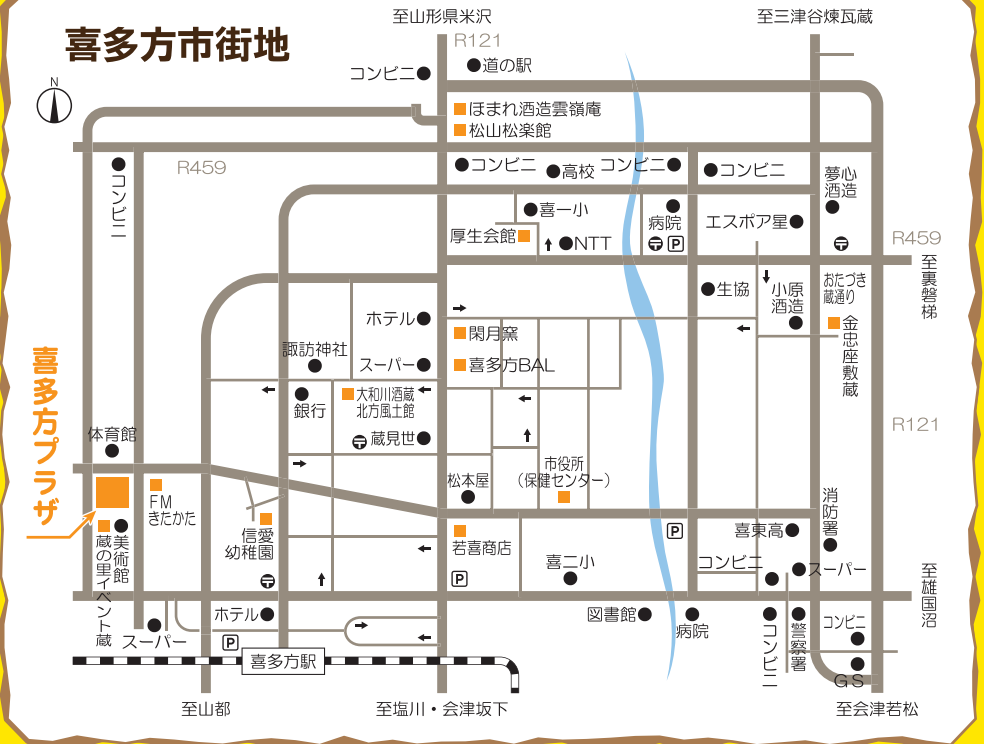 至山形県米沢
至三津谷煉瓦蔵
喜多方市街地
R121
コンビニ
道の駅
N
ほまれ酒造雲嶺庵
松山松楽館
R459
コンビニ
コンビニ
高校
コンビニ
コンビニ
夢心
酒造
喜一小
病院
エスポア星
厚生会館
NTT
〒
P
〒
R459
至裏磐梯
生協
小原
酒造
おたづき
蔵通り
ホテル
閑月窯
金忠座敷蔵
諏訪神社
スーパー
喜多方BAL
銀行
大和川酒蔵
北方風土館
喜多方プラザ
〒
蔵見世
R121
体育館
松本屋
市役所
(保健センター)
FM
きたかた
消防署
信愛
幼稚園
若喜商店
P
喜東高
蔵の里イベント蔵
美術館
〒
P
喜二小
コンビニ
スーパー
至雄国沼
ホテル
図書館
病院
コンビニ
警察署
コンビニ
スーパー
P
喜多方駅
GS
至山都
至塩川・会津坂下
至会津若松